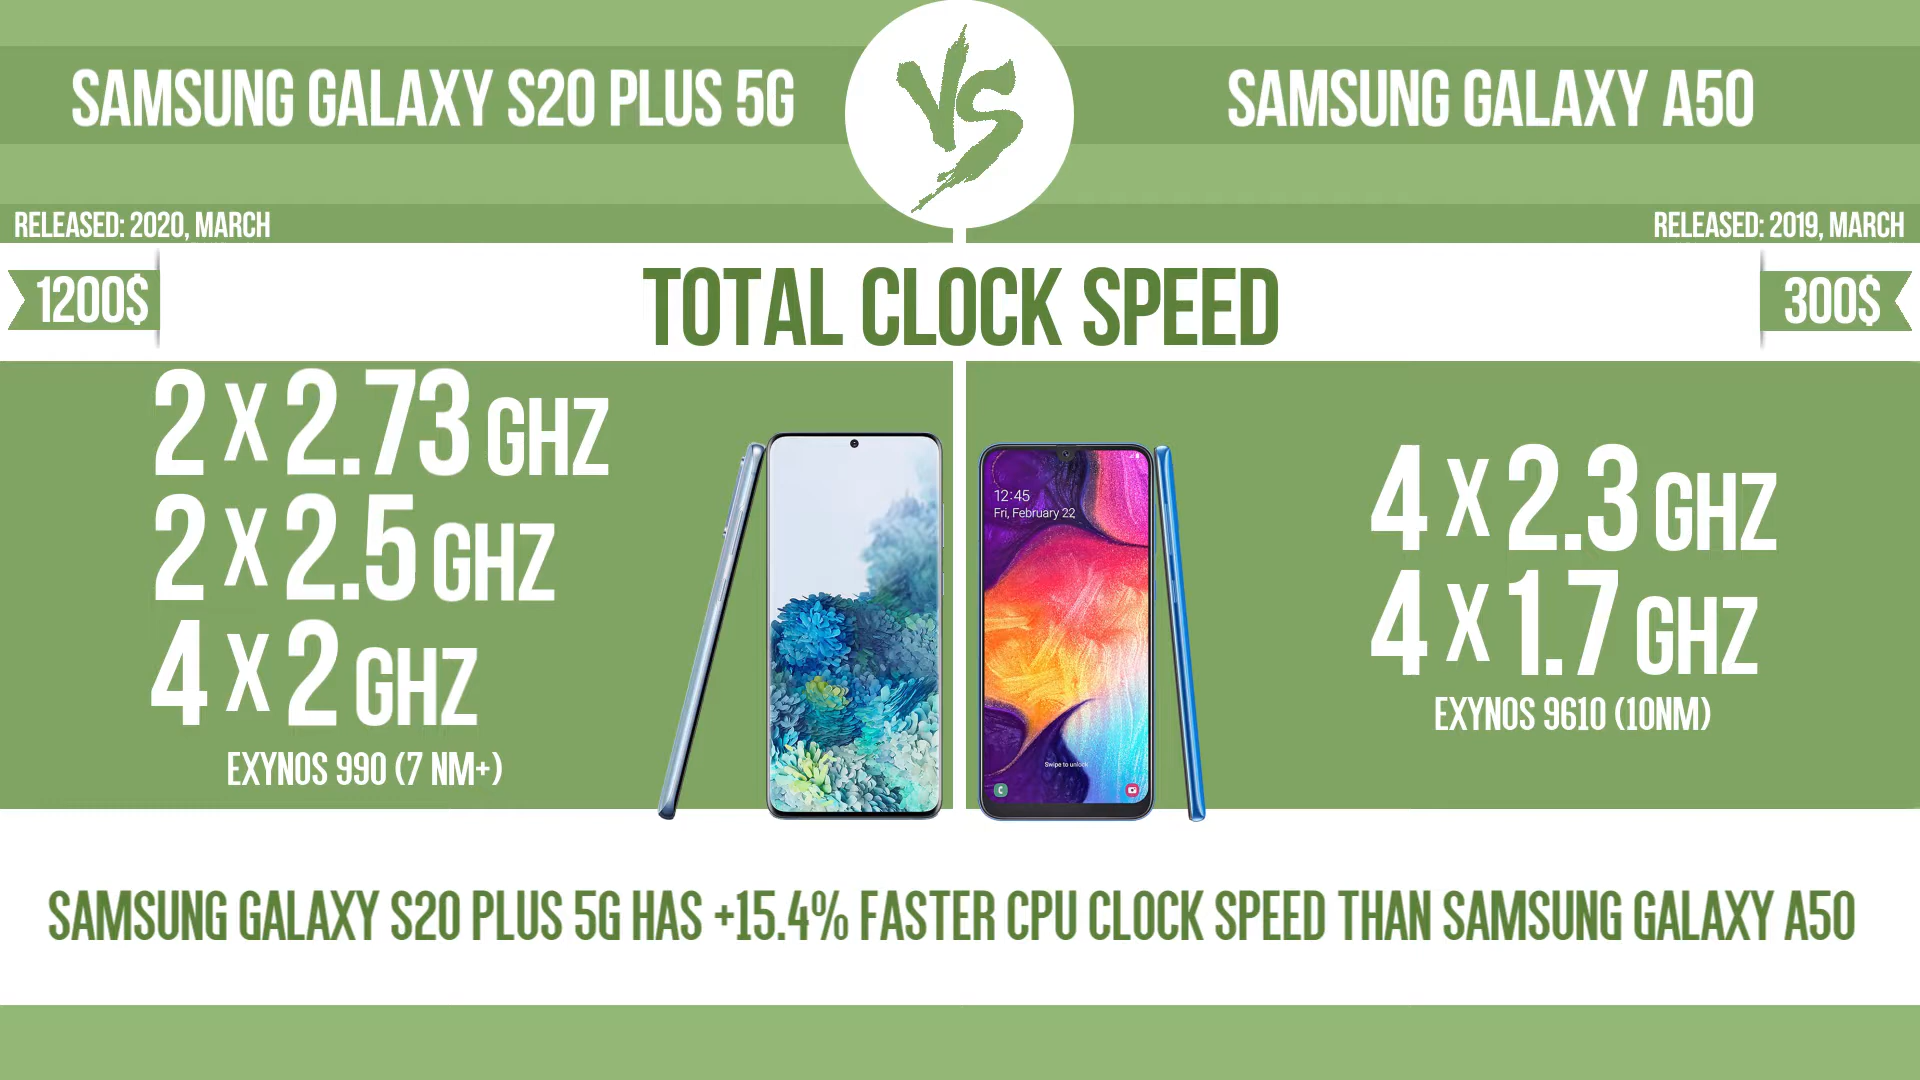 SAMSUNG GALAXY S20 PLUS 5G
VS
SAMSUNG GALAXY A50
RELEASED: 2020, MARCH
RELEASED: 2019, MARCH
1200$
TOTAL CLOCK SPEED
300$
2 X 2.73 GHZ
2 X 2.5 GHZ
4 X 2 GHZ
EXYNOS 990 (7 NM+)
12:45
Fri, February 22
Swipe to unlock
4 X 2.3 GHZ
4 X 1.7 GHZ
EXYNOS 9610 (10NM)
SAMSUNG GALAXY S20 PLUS 5G HAS +15.4% FASTER CPU CLOCK SPEED THAN SAMSUNG GALAXY A50